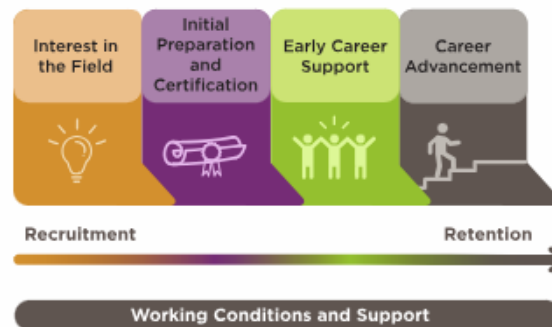 Interest in
the Field
Initial
Preparation
and
Certification
Early Career
Support
Career
Advancement
Recruitment
Retention
Working Conditions and Support